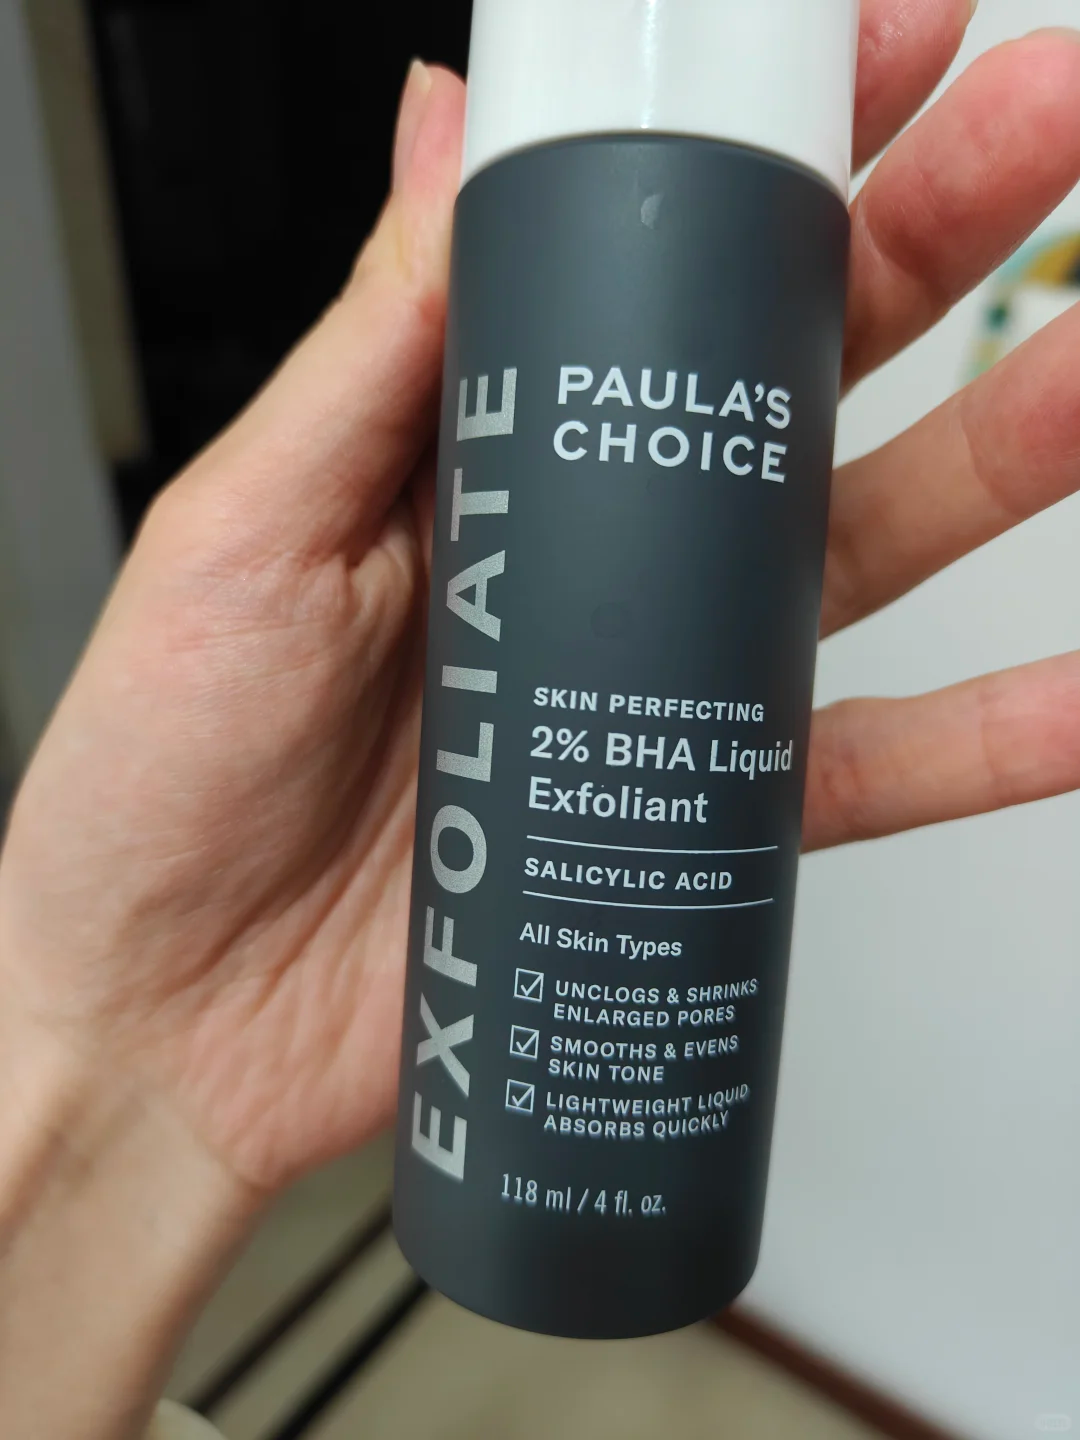 EXFOLIATE
PAULA'S
CHOICE
SKIN PERFECTING
2% BHA Liquid
Exfoliant
SALICYLIC ACID
All Skin Types
UNCLOGS & SHRINKS
ENLARGED PORES
SMOOTHS & EVENS
SKIN TONE
LIGHTWEIGHT LIQUID
ABSORBS QUICKLY
118 ml / 4 fl. oz.